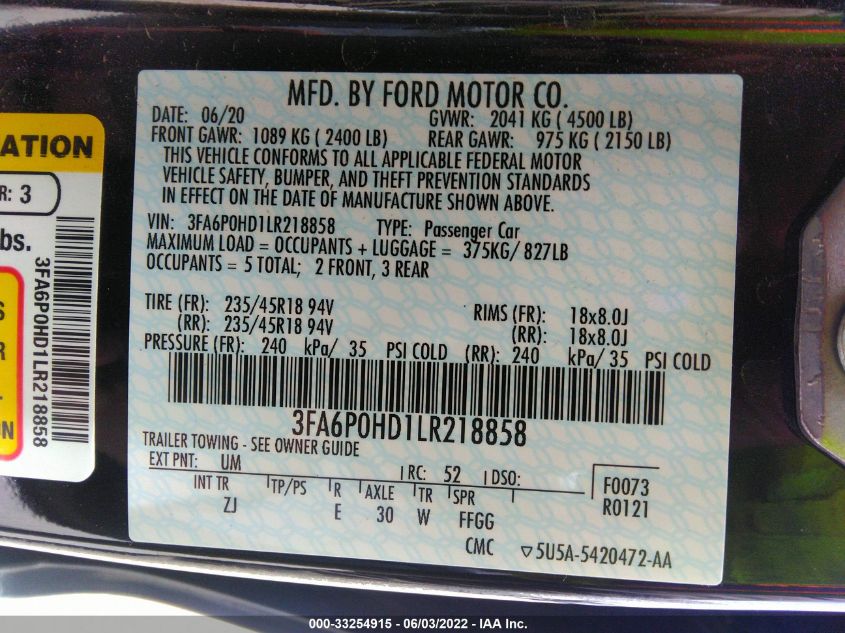 MFD. BY FORD MOTOR CO.
DATE: 06/20 GVWR: 2041 KG ( 4500 LB)
FRONT GAWR: 1089 KG ( 2400 LB) REAR GAWR: 975 KG ( 2150 LB)
THIS VEHICLE CONFORMS TO ALL APPLICABLE FEDERAL MOTOR
VEHICLE SAFETY, BUMPER, AND THEFT PREVENTION STANDARDS
IN EFFECT ON THE DATE OF MANUFACTURE SHOWN ABOVE.
VIN: 3FA6P0HD1LR218858 TYPE: Passenger Car
MAXIMUM LOAD = OCCUPANTS + LUGGAGE = 375KG/ 827LB
OCCUPANTS = 5 TOTAL; 2 FRONT, 3 REAR
TIRE (FR): 235/45R18 94V RIMS (FR): 18x8.0J
(RR): 235/45R18 94V (RR): 18x8.0J
PRESSURE (FR): 240 kPa/ 35 PSI COLD (RR): 240 kPa/ 35 PSI COLD
3FA6P0HD1LR218858
TRAILER TOWING - SEE OWNER GUIDE
EXT PNT: UM RC: 52 DSO: F0073
INT TR TP/PS R AXLE TR SPR R0121
ZJ E 30 W FFGG
CMC ▽5U5A-5420472-AA
ATION
R: 3
bs.
3FA6P0HD1LR218858
S
R
ON
000-33254915 - 06/03/2022 - IAA Inc.